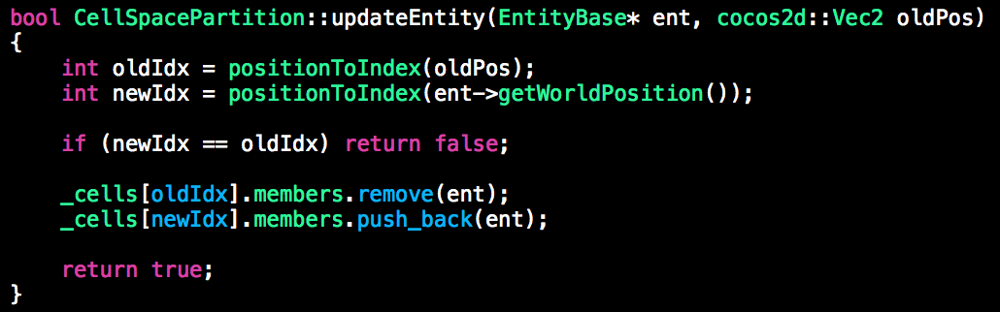 bool CellSpacePartition::updateEntity(EntityBase* ent, cocos2d::Vec2 oldPos)
{
    int oldIdx = positionToIndex(oldPos);
    int newIdx = positionToIndex(ent->getWorldPosition());

    if (newIdx == oldIdx) return false;

    _cells[oldIdx].members.remove(ent);
    _cells[newIdx].members.push_back(ent);

    return true;
}